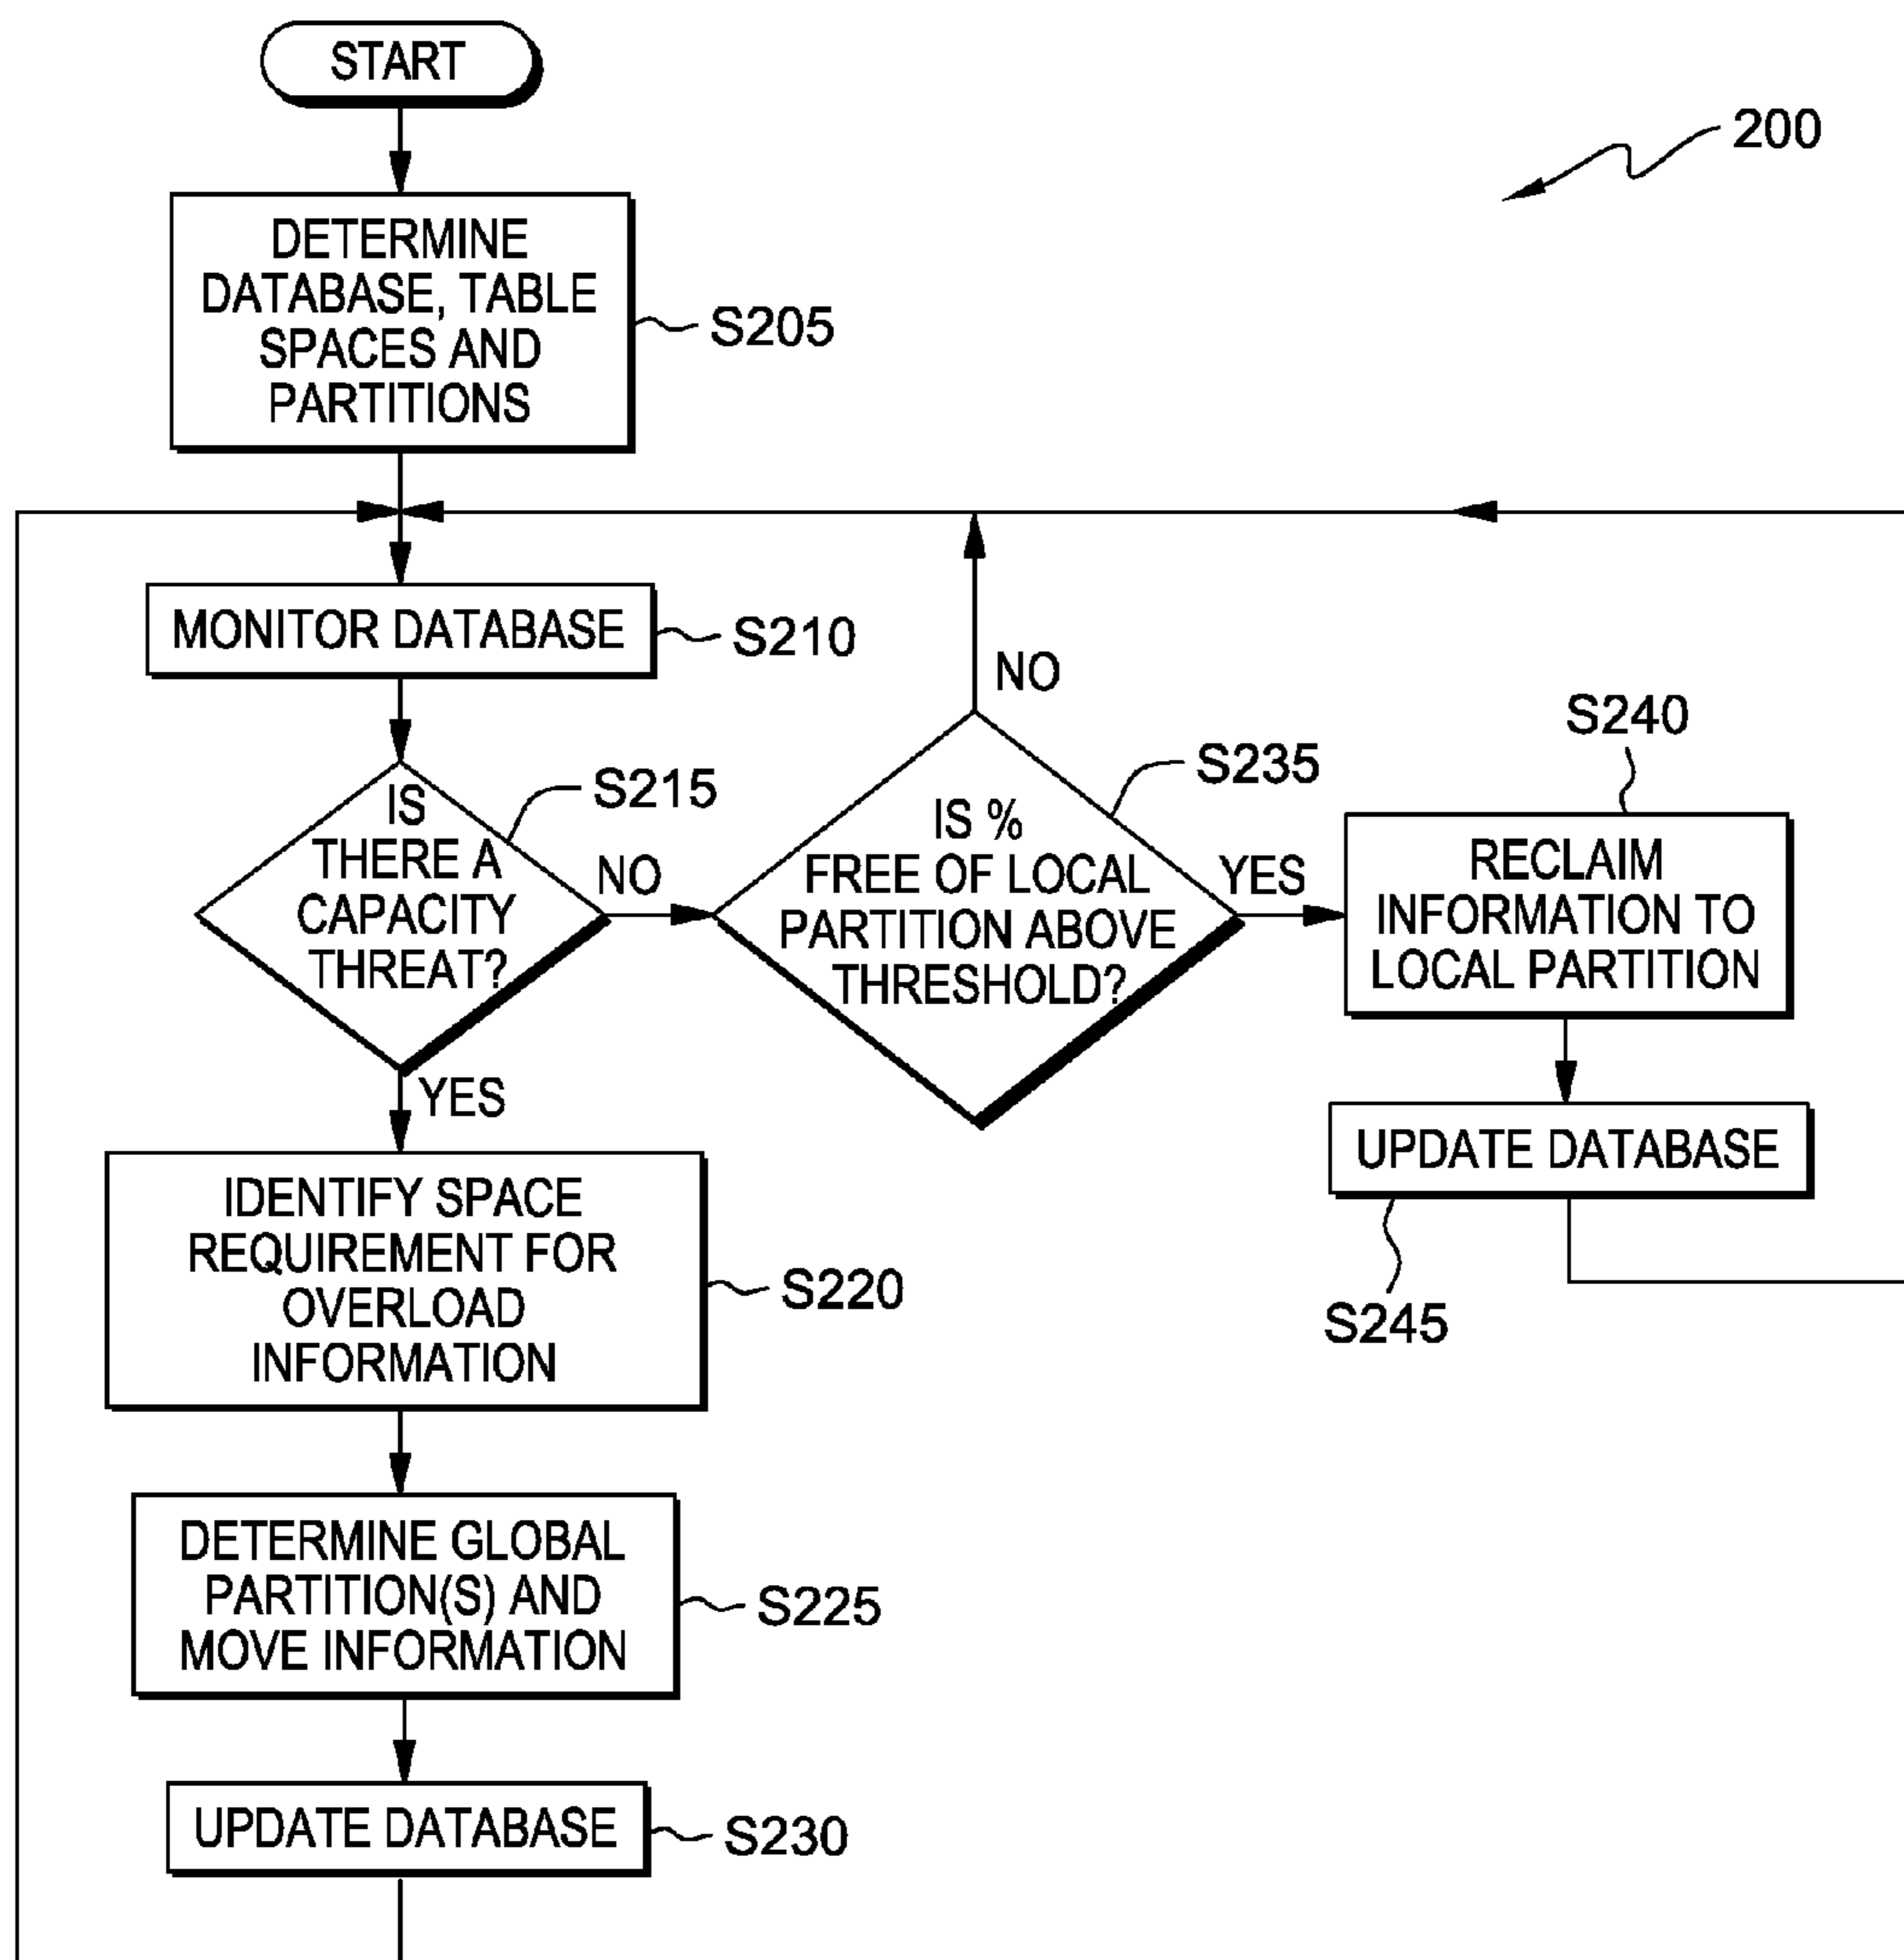 START
200
DETERMINE
DATABASE, TABLE
SPACES AND
PARTITIONS
S205
MONITOR DATABASE
S210
IS
THERE A
CAPACITY
THREAT?
S215
NO
YES
IS %
FREE OF LOCAL
PARTITION ABOVE
THRESHOLD?
S235
NO
YES
S240
RECLAIM
INFORMATION TO
LOCAL PARTITION
UPDATE DATABASE
S245
IDENTIFY SPACE
REQUIREMENT FOR
OVERLOAD
INFORMATION
S220
DETERMINE GLOBAL
PARTITION(S) AND
MOVE INFORMATION
S225
UPDATE DATABASE
S230